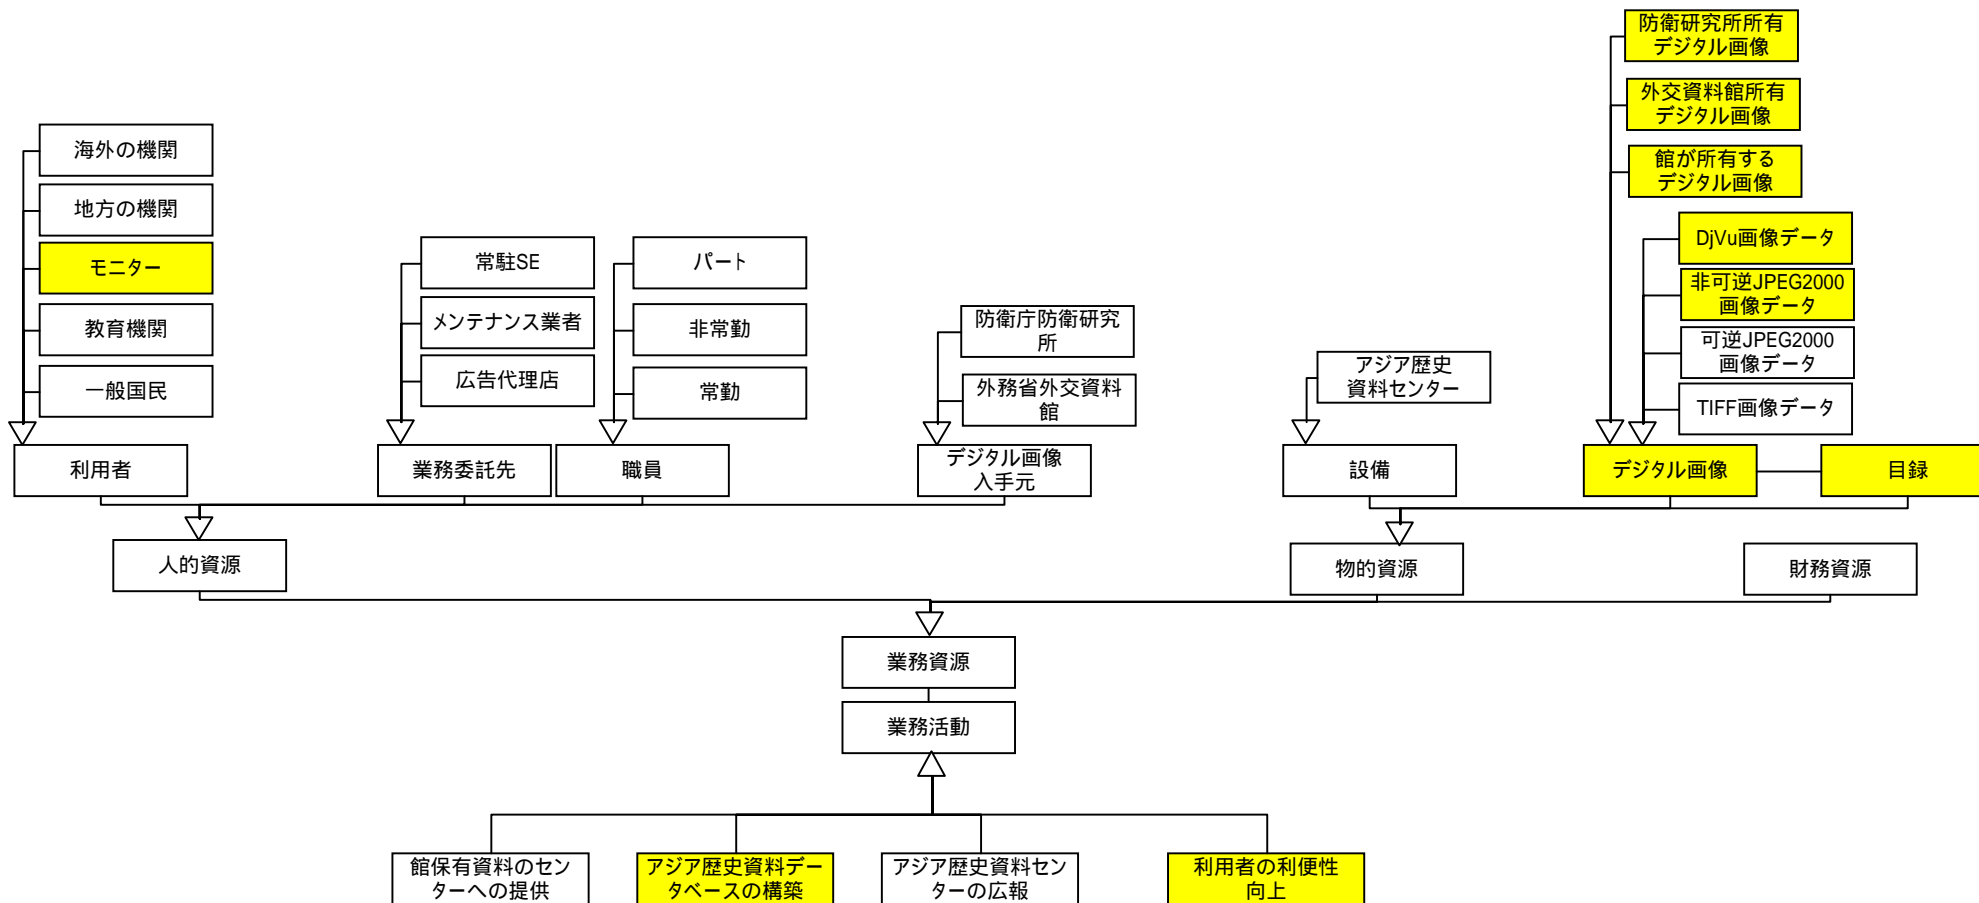 防衛研究所所有
デジタル画像
外交資料館所有
デジタル画像
館が所有する
デジタル画像
海外の機関
地方の機関
モニター
教育機関
一般国民
常駐SE
メンテナンス業者
広告代理店
パート
非常勤
常勤
防衛庁防衛研究
所
外務省外交資料
館
アジア歴史
資料センター
DjVu画像データ
非可逆JPEG2000
画像データ
可逆JPEG2000
画像データ
TIFF画像データ
利用者
業務委託先
職員
デジタル画像
入手元
設備
デジタル画像
目録
人的資源
物的資源
財務資源
業務資源
業務活動
館保有資料のセン
ターへの提供
アジア歴史資料デー
タベースの構築
アジア歴史資料セン
ターの広報
利用者の利便性
向上